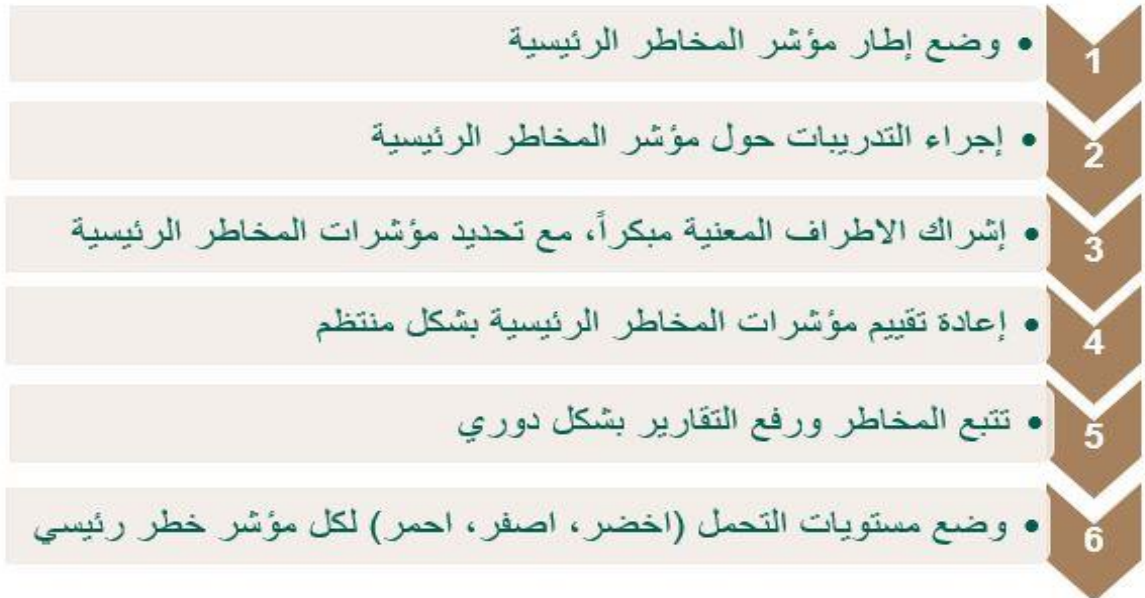 1 • وضع إطار مؤشر المخاطر الرئيسية
2 • إجراء التدريبات حول مؤشر المخاطر الرئيسية
3 • إشراك الاطراف المعنية مبكراً، مع تحديد مؤشرات المخاطر الرئيسية
4 • إعادة تقييم مؤشرات المخاطر الرئيسية بشكل منتظم
5 • تتبع المخاطر ورفع التقارير بشكل دوري
6 • وضع مستويات التحمل (اخضر، اصفر، احمر) لكل مؤشر خطر رئيسي